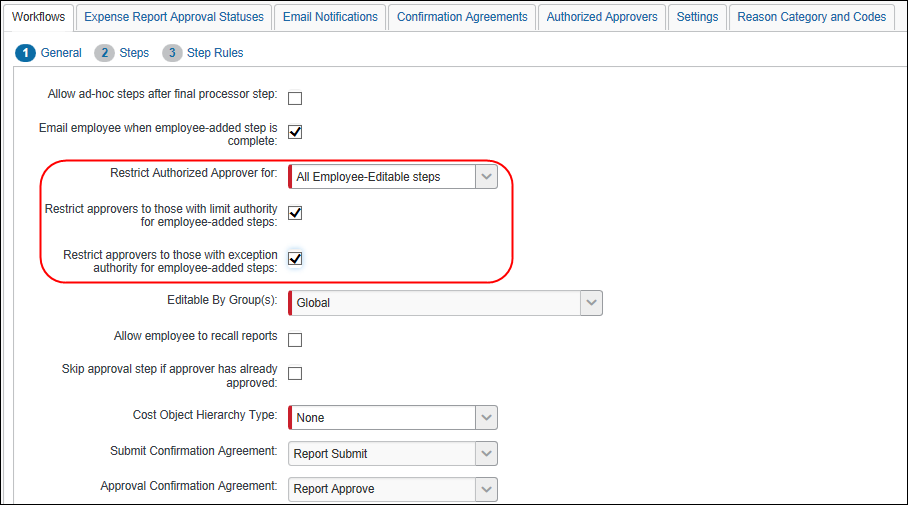 Workflows
Expense Report Approval Statuses
Email Notifications
Confirmation Agreements
Authorized Approvers
Settings
Reason Category and Codes
1 General 2 Steps 3 Step Rules
Allow ad-hoc steps after final processor step:
Email employee when employee-added step is
complete:
Restrict Authorized Approver for: All Employee-Editable steps
Restrict approvers to those with limit authority
for employee-added steps:
Restrict approvers to those with exception
authority for employee-added steps:
Editable By Group(s): Global
Allow employee to recall reports
Skip approval step if approver has already
approved:
Cost Object Hierarchy Type: None
Submit Confirmation Agreement: Report Submit
Approval Confirmation Agreement: Report Approve